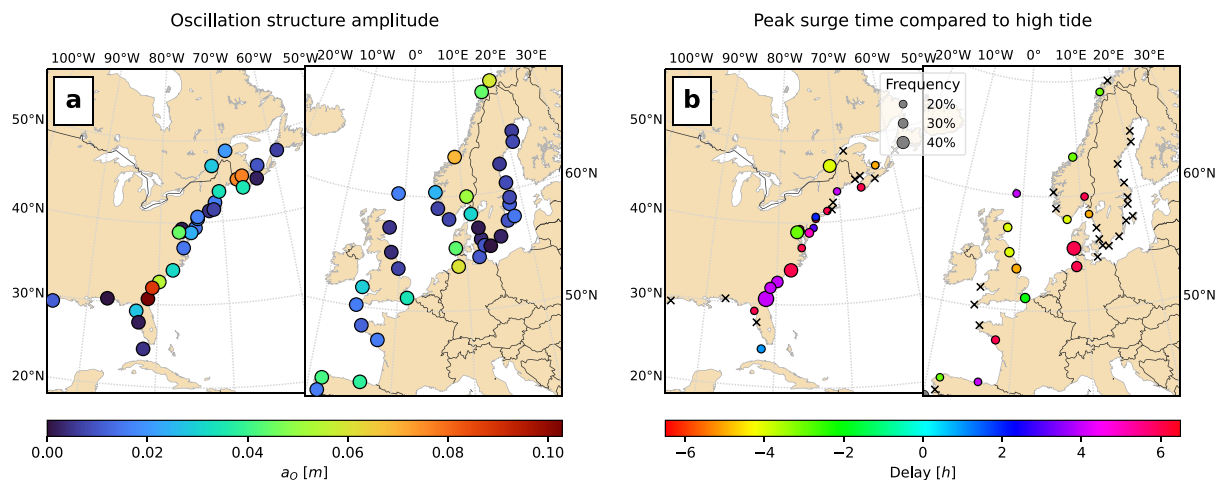 Oscillation structure amplitude
100°W 90°W 80°W 70°W 60°W 50°W
20°W 10°W 0° 10°E 20°E 30°E
a
50°N
40°N
30°N
20°N
60°N
50°N
0.00 0.02 0.04 0.06 0.08 0.10
a_O [m]
Peak surge time compared to high tide
100°W 90°W 80°W 70°W 60°W 50°W
20°W 10°W 0° 10°E 20°E 30°E
b
Frequency
20%
30%
40%
50°N
40°N
30°N
20°N
60°N
50°N
−6 −4 −2 0 2 4 6
Delay [h]